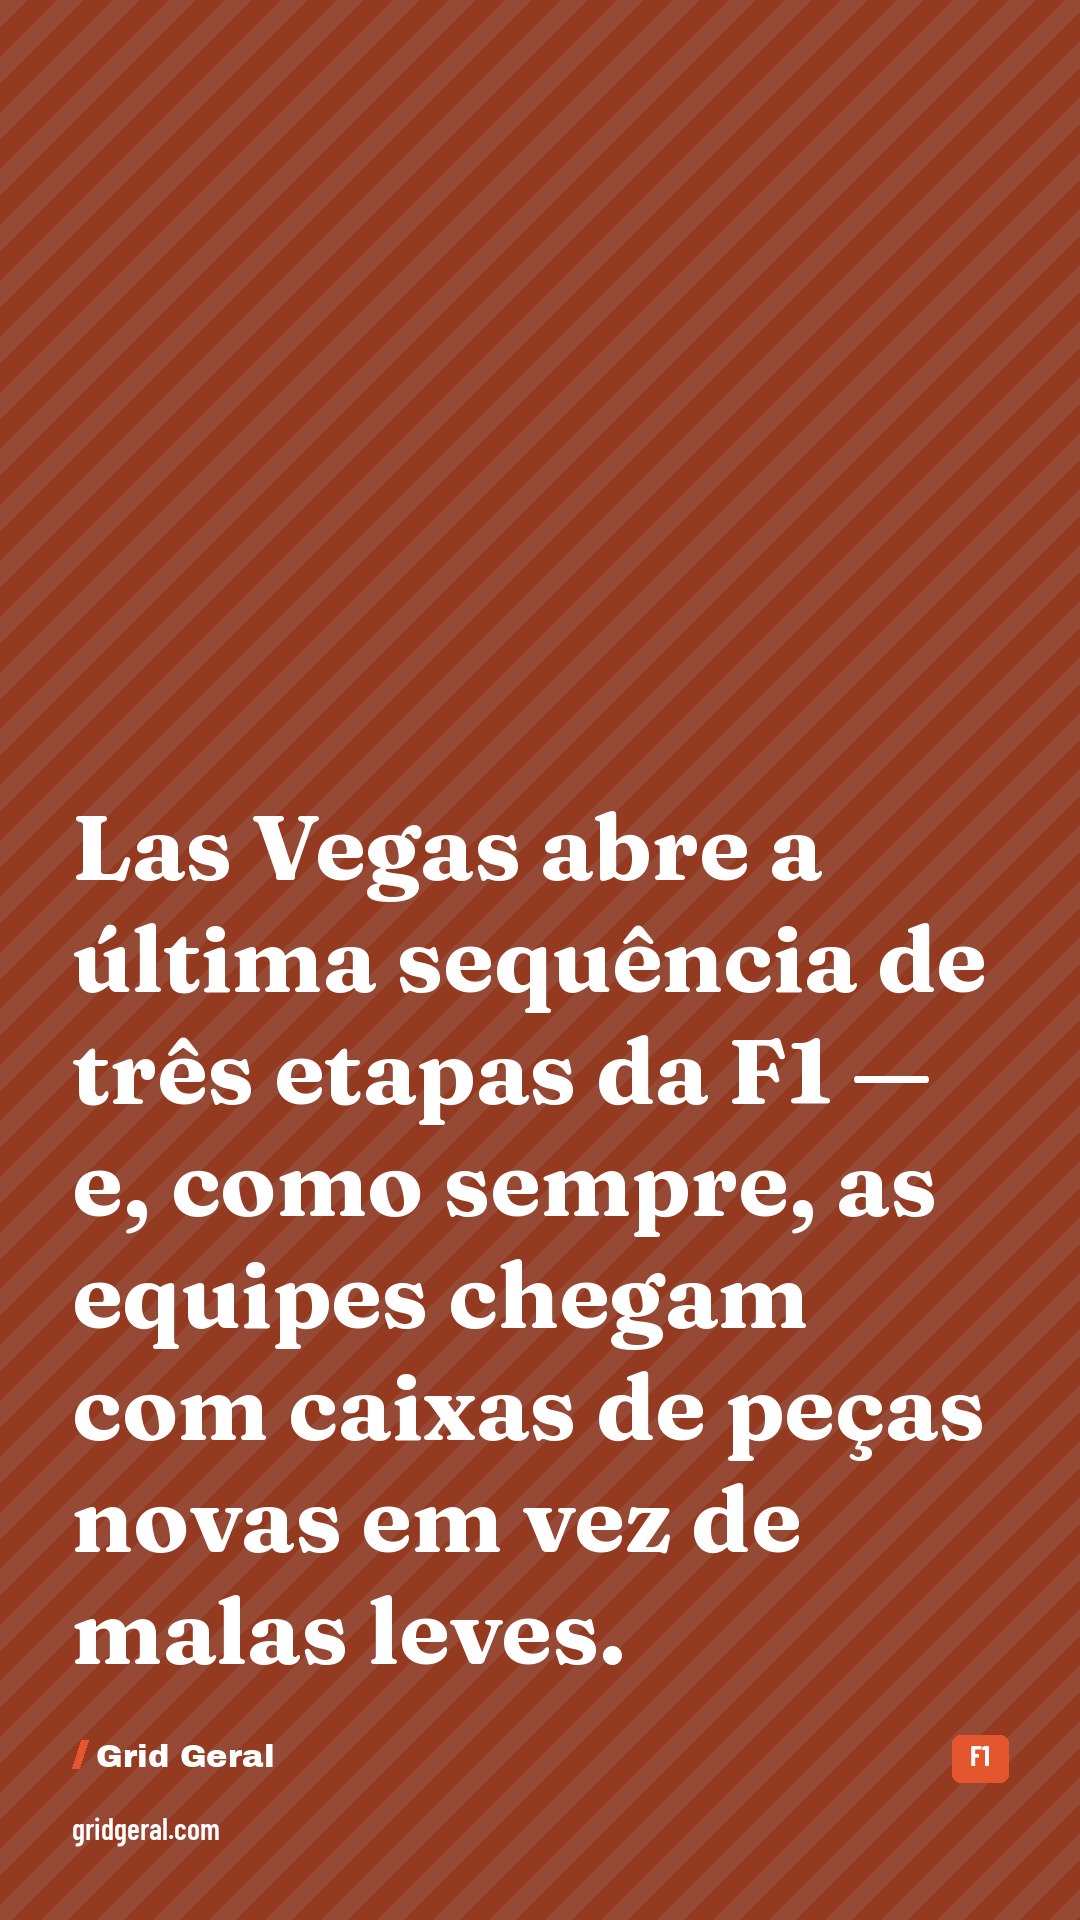 Las Vegas abre a
última sequência de
três etapas da F1 —
e, como sempre, as
equipes chegam
com caixas de peças
novas em vez de
malas leves.
/ Grid Geral
F1
gridgeral.com